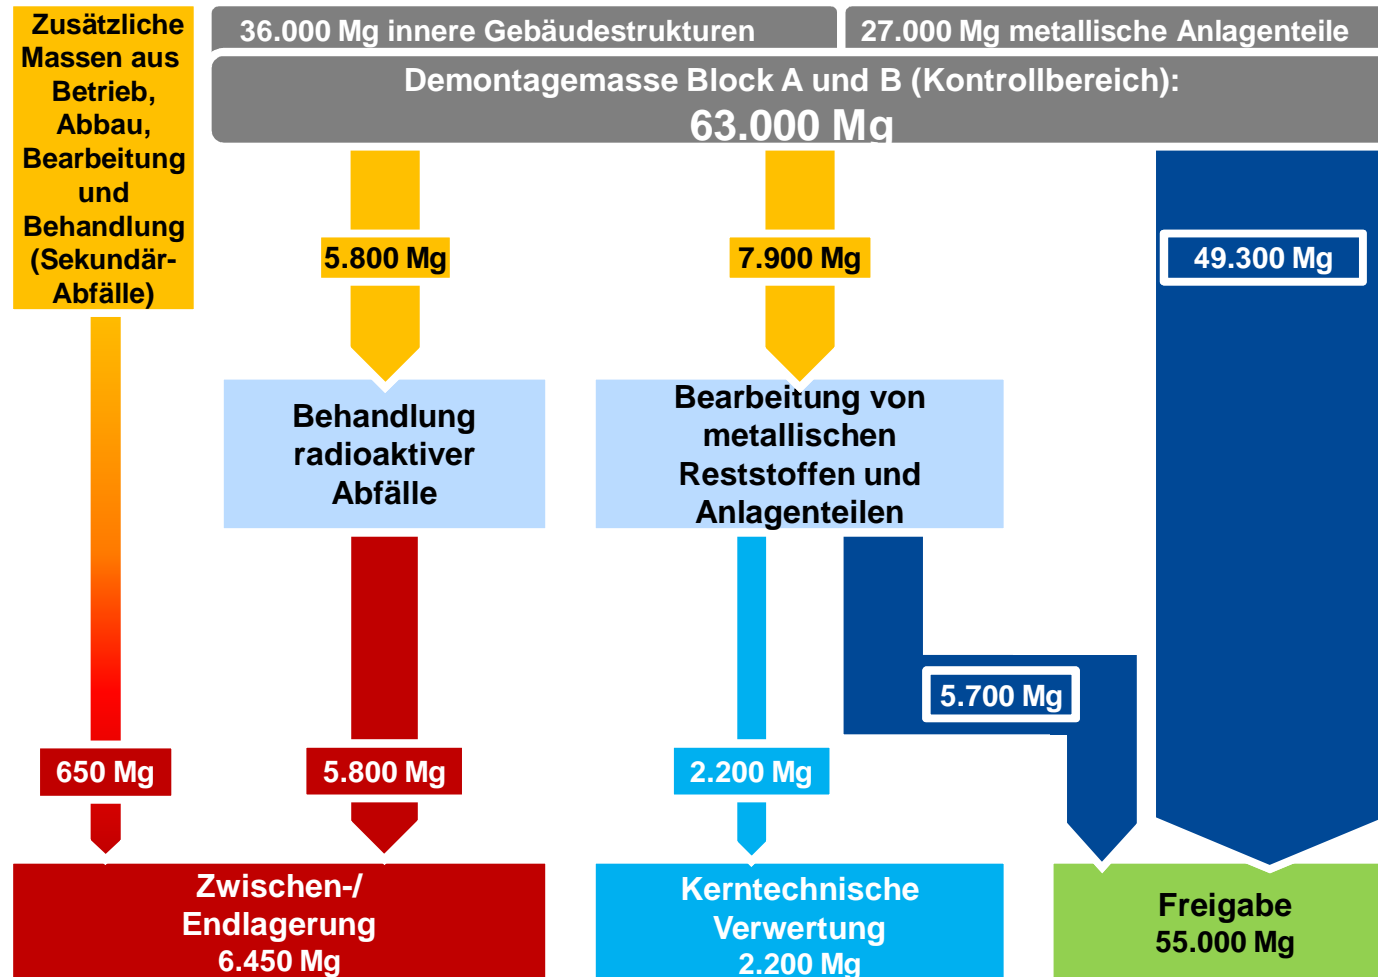 Zusätzliche
Massen aus
Betrieb,
Abbau,
Bearbeitung
und
Behandlung
(Sekundär-
Abfälle)
36.000 Mg innere Gebäudestrukturen
27.000 Mg metallische Anlagenteile
Demontagemasse Block A und B (Kontrollbereich):
63.000 Mg
5.800 Mg
7.900 Mg
49.300 Mg
Behandlung
radioaktiver
Abfälle
Bearbeitung von
metallischen
Reststoffen und
Anlagenteilen
5.700 Mg
650 Mg
5.800 Mg
2.200 Mg
Zwischen-/
Endlagerung
6.450 Mg
Kerntechnische
Verwertung
2.200 Mg
Freigabe
55.000 Mg